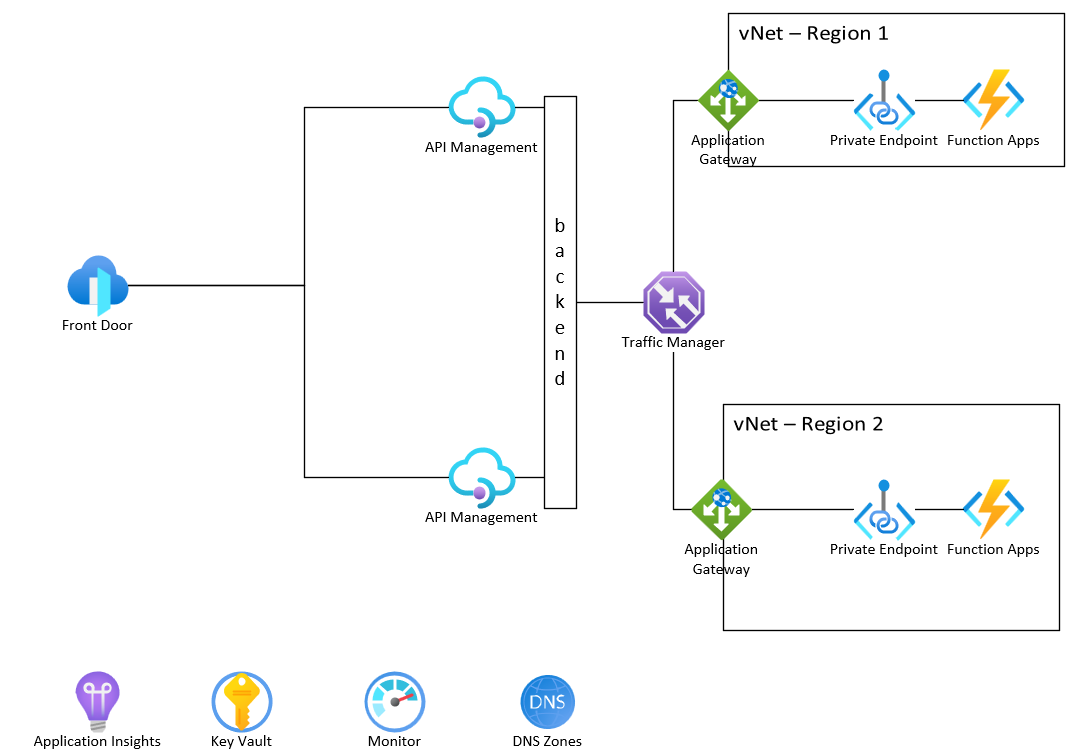 vNet – Region 1
API Management
Application
Gateway
Private Endpoint
Function Apps
b
a
c
k
e
n
d
Front Door
Traffic Manager
vNet – Region 2
API Management
Application
Gateway
Private Endpoint
Function Apps
DNS
Application Insights
Key Vault
Monitor
DNS Zones